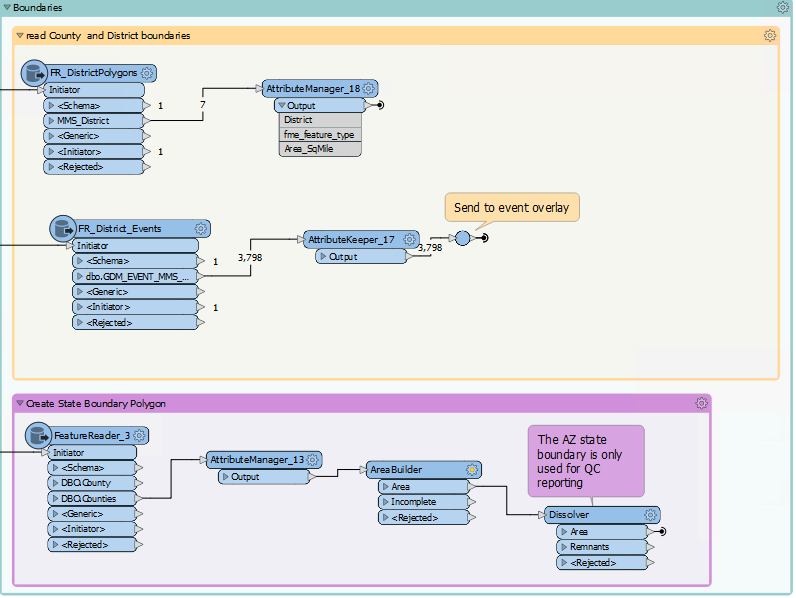 Boundaries
read County and District boundaries
FR_DistrictPolygons
Initiator
<Schema>
1
MMS_District
7
<Generic>
<Initiator>
1
<Rejected>
AttributeManager_18
Output
District
fme_feature_type
Area_SqMile
Send to event overlay
FR_District_Events
Initiator
<Schema>
1
dbo.GDM_EVENT_MMS_...
3,798
<Generic>
<Initiator>
1
<Rejected>
AttributeKeeper_17
Output
3,798
Create State Boundary Polygon
FeatureReader_3
Initiator
<Schema>
DBO.County
DBO.Counties
<Generic>
<Initiator>
<Rejected>
AttributeManager_13
Output
AreaBuilder
Area
Incomplete
<Rejected>
The AZ state
boundary is only
used for QC
reporting
Dissolver
Area
Remnants
<Rejected>